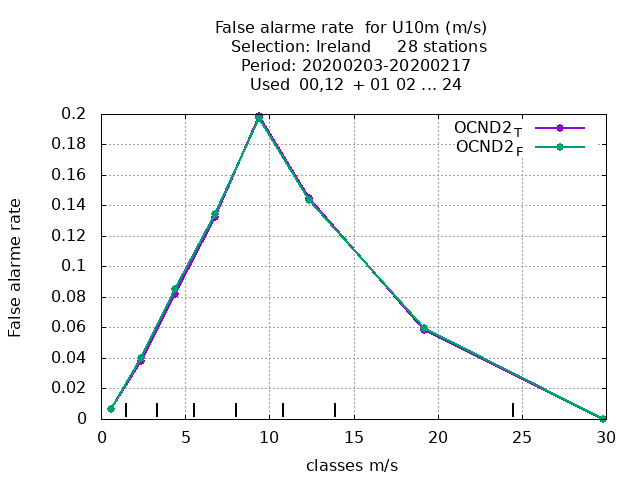 False alarme rate  for U10m (m/s)
Selection: Ireland     28 stations
Period: 20200203-20200217
Used  00,12  + 01 02 ... 24
OCND2T
OCND2F
0.2
0.18
0.16
0.14
0.12
0.1
0.08
0.06
0.04
0.02
0
False alarme rate
0 5 10 15 20 25 30
classes m/s